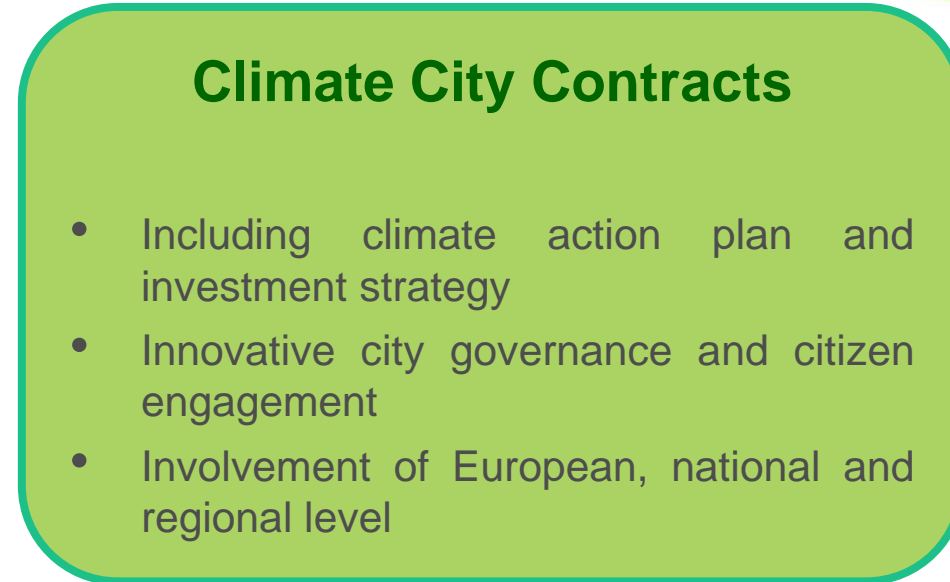 Climate City Contracts
• Including climate action plan and
investment strategy
• Innovative city governance and citizen
engagement
• Involvement of European, national and
regional level